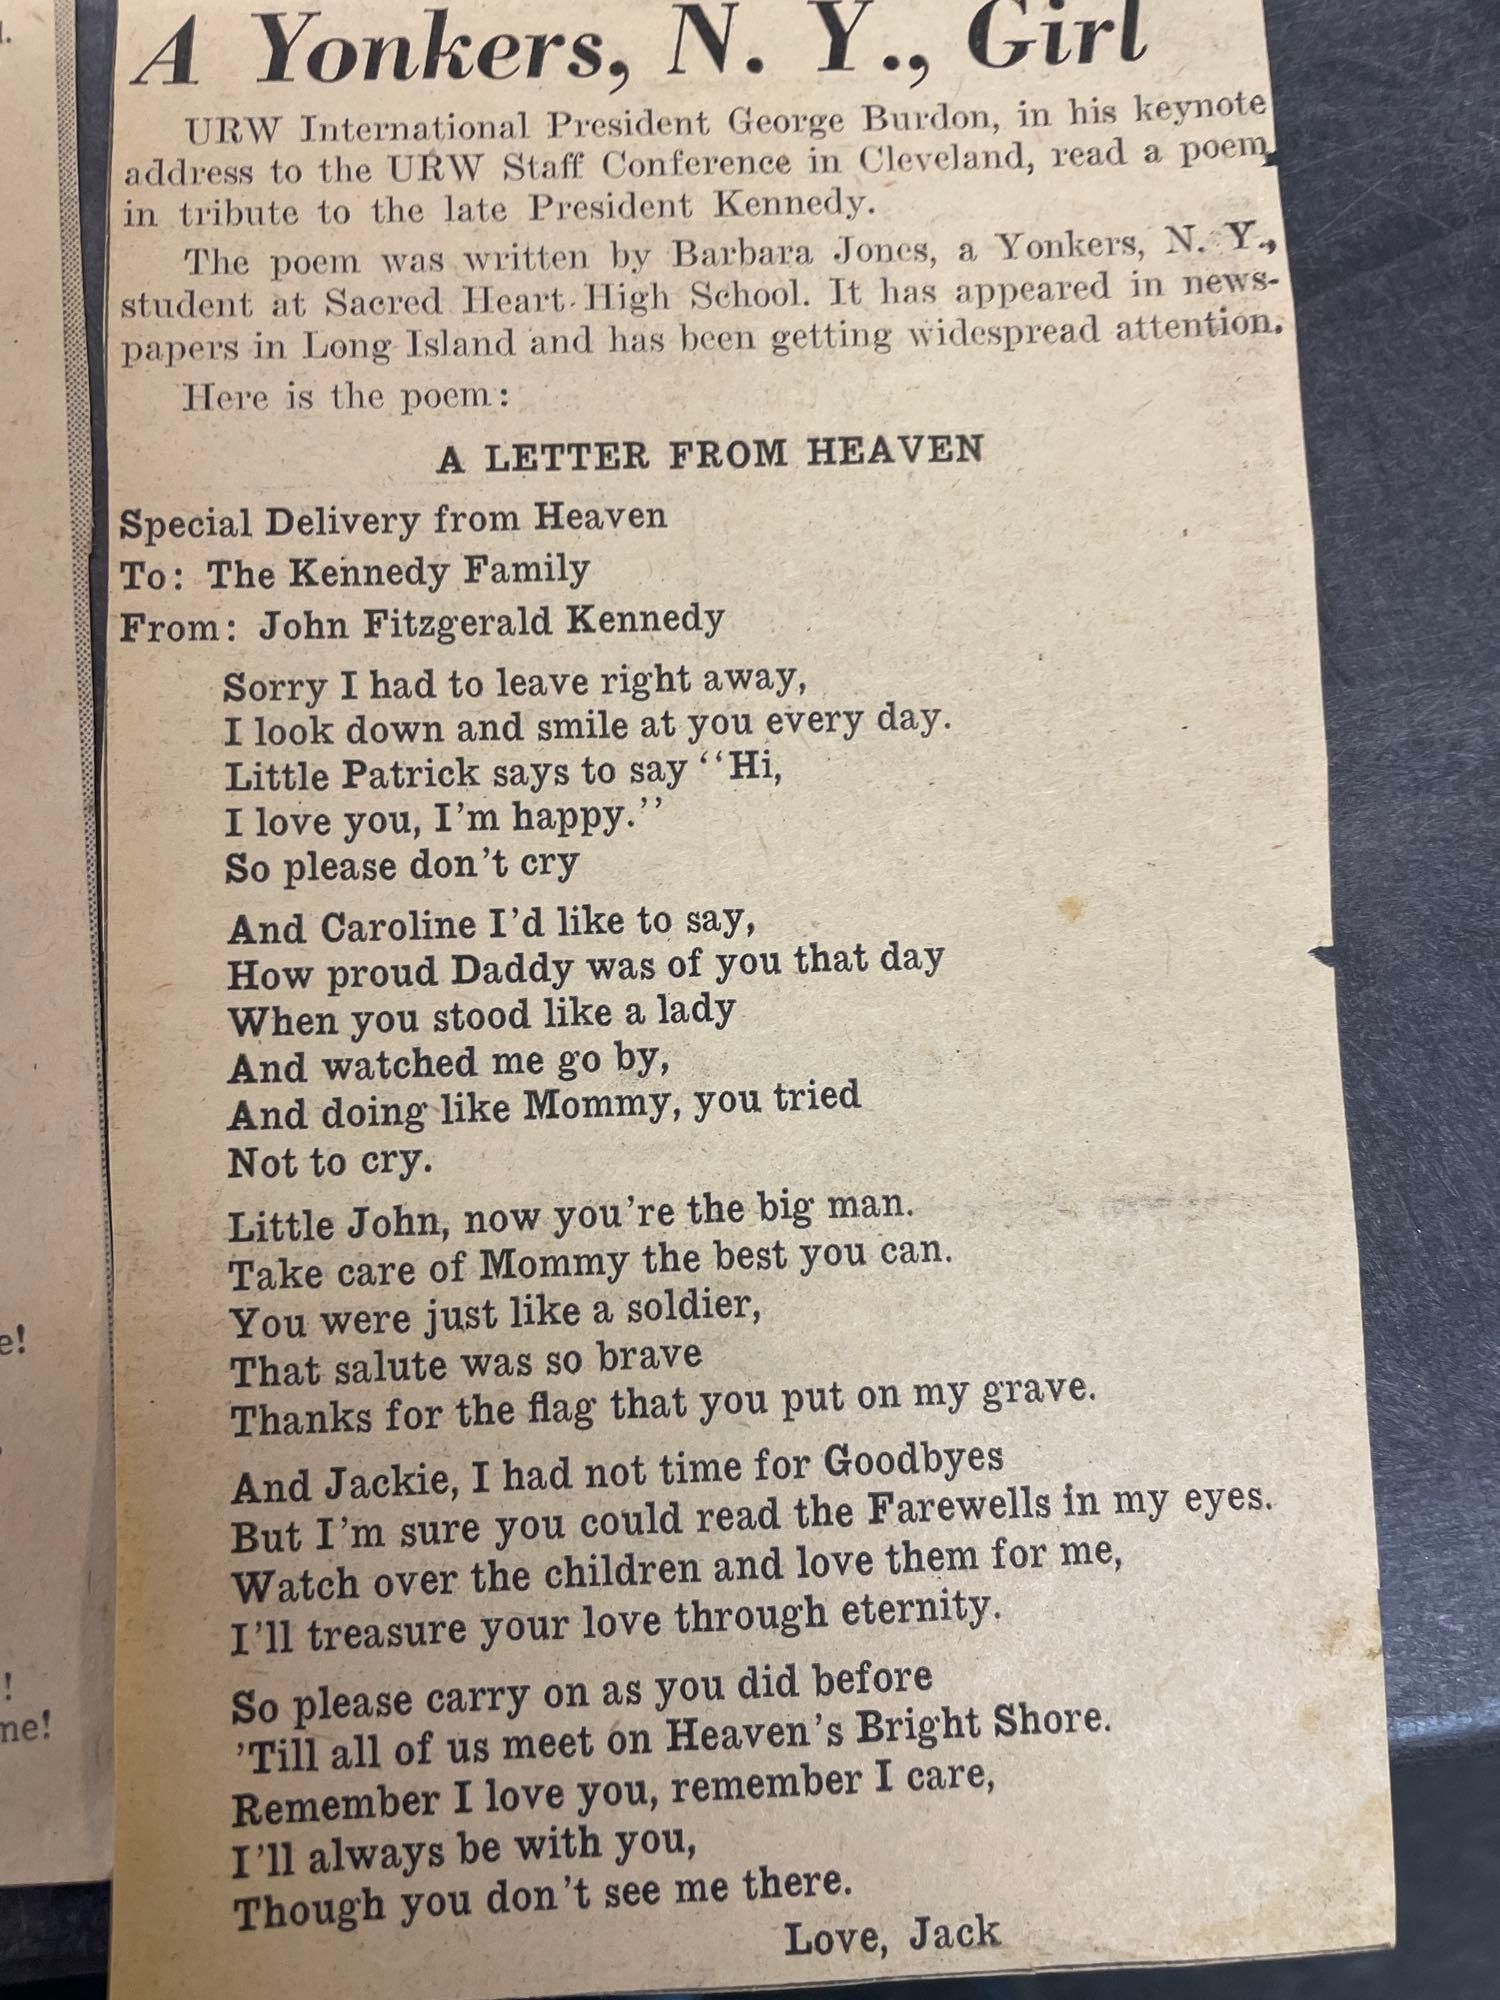 A Yonkers, N. Y., Girl
URW International President George Burdon, in his keynote
address to the URW Staff Conference in Cleveland, read a poem
in tribute to the late President Kennedy.
The poem was written by Barbara Jones, a Yonkers, N. Y.,
student at Sacred Heart High School. It has appeared in news-
papers in Long Island and has been getting widespread attention.
Here is the poem:
A LETTER FROM HEAVEN
Special Delivery from Heaven
To: The Kennedy Family
From: John Fitzgerald Kennedy
Sorry I had to leave right away,
I look down and smile at you every day.
Little Patrick says to say "Hi,
I love you, I'm happy."
So please don't cry
And Caroline I'd like to say,
How proud Daddy was of you that day
When you stood like a lady
And watched me go by,
And doing like Mommy, you tried
Not to cry.
Little John, now you're the big man.
Take care of Mommy the best you can.
You were just like a soldier,
That salute was so brave
Thanks for the flag that you put on my grave.
And Jackie, I had not time for Goodbyes
But I'm sure you could read the Farewells in my eyes.
Watch over the children and love them for me,
I'll treasure your love through eternity.
So please carry on as you did before
'Till all of us meet on Heaven's Bright Shore.
Remember I love you, remember I care,
I'll always be with you,
Though you don't see me there.
Love, Jack